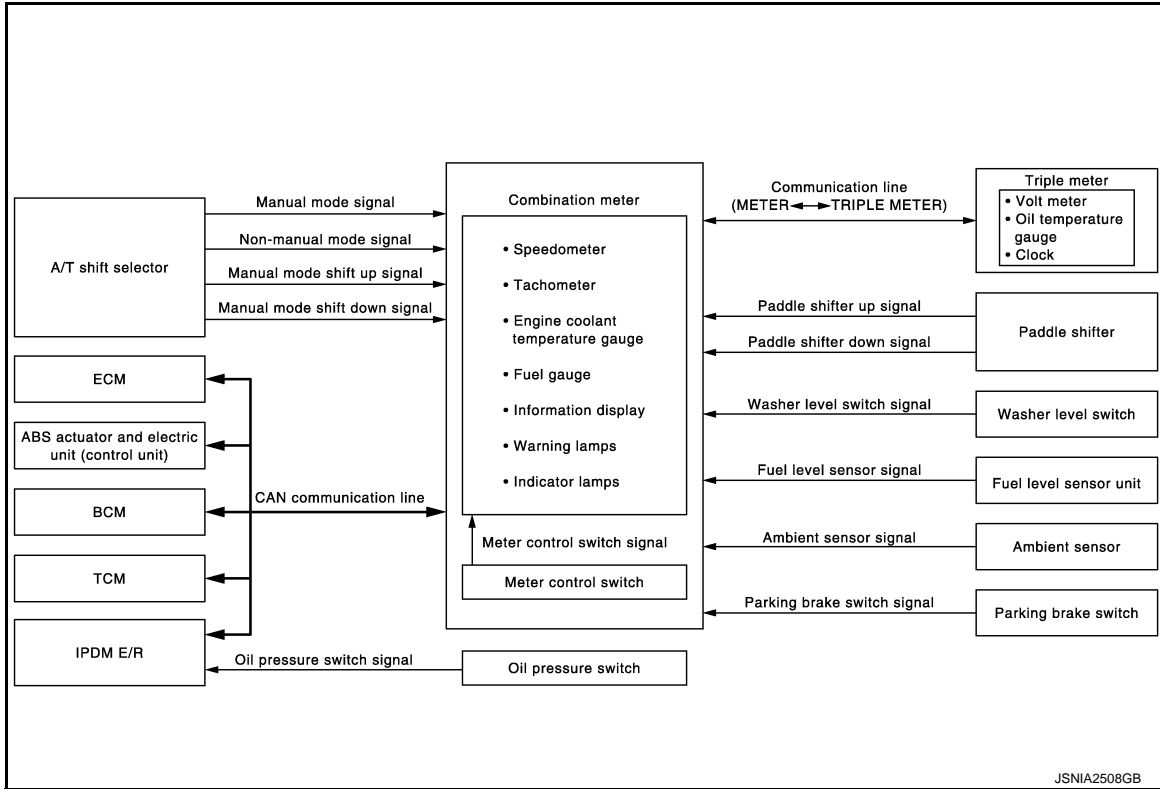 A/T shift selector
Manual mode signal
Non-manual mode signal
Manual mode shift up signal
Manual mode shift down signal
ECM
ABS actuator and electric
unit (control unit)
BCM
TCM
IPDM E/R
CAN communication line
Oil pressure switch signal
Oil pressure switch
Combination meter
• Speedometer
• Tachometer
• Engine coolant
temperature gauge
• Fuel gauge
• Information display
• Warning lamps
• Indicator lamps
Meter control switch signal
Meter control switch
Communication line
(METER◄─►TRIPLE METER)
Triple meter
• Volt meter
• Oil temperature
gauge
• Clock
Paddle shifter up signal
Paddle shifter down signal
Paddle shifter
Washer level switch signal
Washer level switch
Fuel level sensor signal
Fuel level sensor unit
Ambient sensor signal
Ambient sensor
Parking brake switch signal
Parking brake switch
JSNIA2508GB